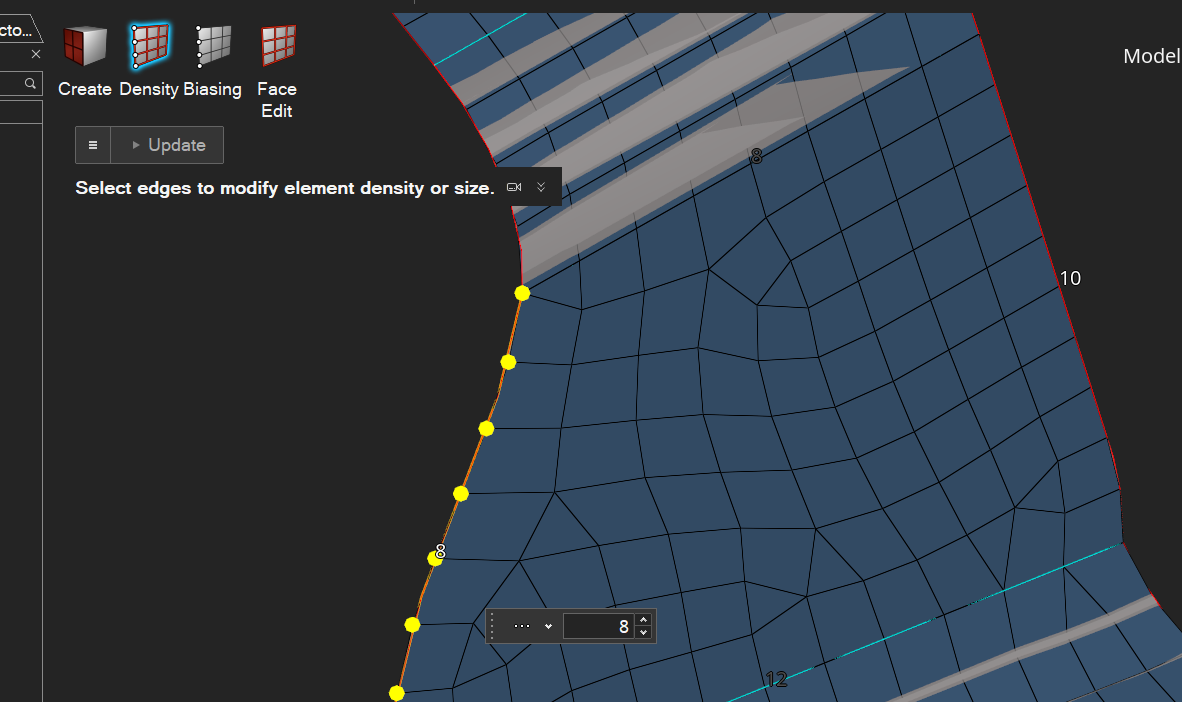 cto...
Create Density Biasing Face Edit
Update
Select edges to modify element density or size.
Model
8
10
8
8
12